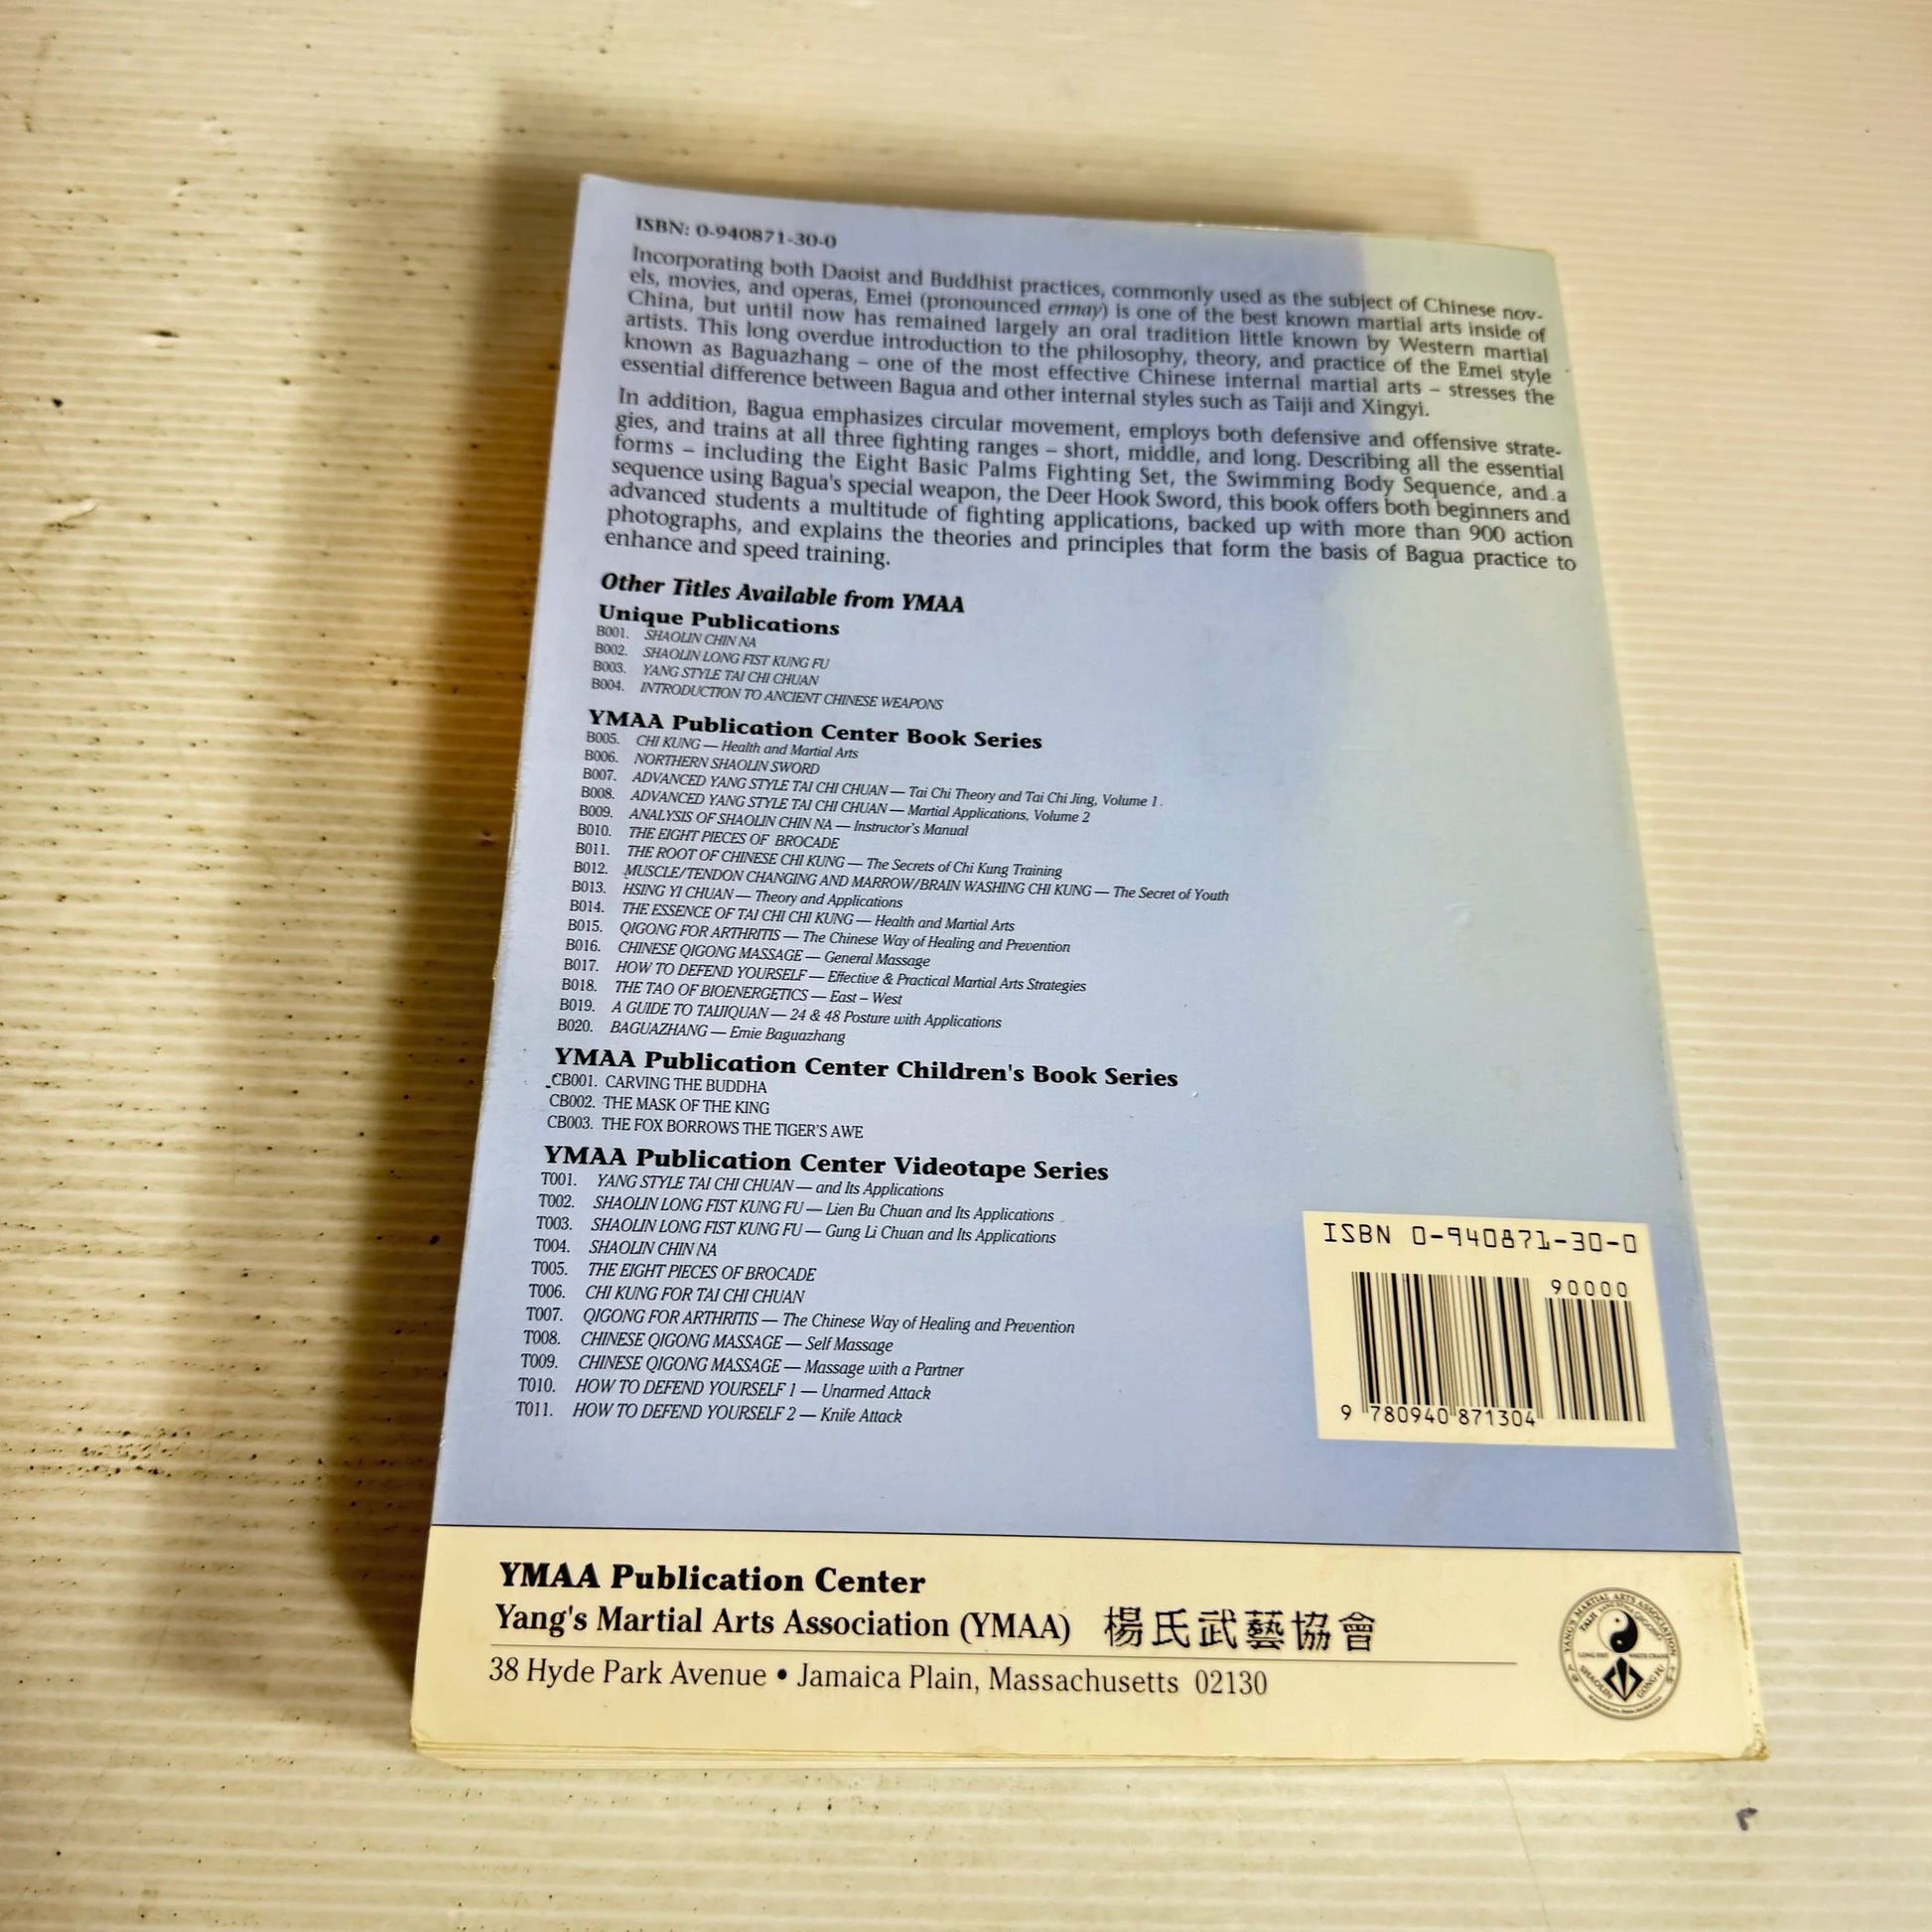 ISBN: 0-940871-30-0
Incorporating both Daoist and Buddhist practices, commonly used as the subject of Chinese nov-
els, movies, and operas, Emei (pronounced ermay) is one of the best known martial arts inside of
China, but until now has remained largely an oral tradition little known by Western martial
artists. This long overdue introduction to the philosophy, theory, and practice of the Emei style
known as Baguazhang – one of the most effective Chinese internal martial arts – stresses the
essential difference between Bagua and other internal styles such as Taiji and Xingyi.
In addition, Bagua emphasizes circular movement, employs both defensive and offensive strate-
gies, and trains at all three fighting ranges – short, middle, and long. Describing all the essential
forms – including the Eight Basic Palms Fighting Set, the Swimming Body Sequence, and a
sequence using Bagua's special weapon, the Deer Hook Sword, this book offers both beginners and
advanced students a multitude of fighting applications, backed up with more than 900 action
photographs, and explains the theories and principles that form the basis of Bagua practice to
enhance and speed training.
Other Titles Available from YMAA
Unique Publications
B001. SHAOLIN CHIN NA
B002. SHAOLIN LONG FIST KUNG FU
B003. YANG STYLE TAI CHI CHUAN
B004. INTRODUCTION TO ANCIENT CHINESE WEAPONS
YMAA Publication Center Book Series
B005. CHI KUNG — Health and Martial Arts
B006. NORTHERN SHAOLIN SWORD
B007. ADVANCED YANG STYLE TAI CHI CHUAN — Tai Chi Theory and Tai Chi Jing, Volume 1.
B008. ADVANCED YANG STYLE TAI CHI CHUAN — Martial Applications, Volume 2
B009. ANALYSIS OF SHAOLIN CHIN NA — Instructor's Manual
B010. THE EIGHT PIECES OF BROCADE
B011. THE ROOT OF CHINESE CHI KUNG — The Secrets of Chi Kung Training
B012. MUSCLE/TENDON CHANGING AND MARROW/BRAIN WASHING CHI KUNG — The Secret of Youth
B013. HSING YI CHUAN — Theory and Applications
B014. THE ESSENCE OF TAI CHI CHI KUNG — Health and Martial Arts
B015. QIGONG FOR ARTHRITIS — The Chinese Way of Healing and Prevention
B016. CHINESE QIGONG MASSAGE — General Massage
B017. HOW TO DEFEND YOURSELF — Effective & Practical Martial Arts Strategies
B018. THE TAO OF BIOENERGETICS — East – West
B019. A GUIDE TO TAIJIQUAN — 24 & 48 Posture with Applications
B020. BAGUAZHANG — Emie Baguazhang
YMAA Publication Center Children's Book Series
CB001. CARVING THE BUDDHA
CB002. THE MASK OF THE KING
CB003. THE FOX BORROWS THE TIGER'S AWE
YMAA Publication Center Videotape Series
T001. YANG STYLE TAI CHI CHUAN — and Its Applications
T002. SHAOLIN LONG FIST KUNG FU — Lien Bu Chuan and Its Applications
T003. SHAOLIN LONG FIST KUNG FU — Gung Li Chuan and Its Applications
T004. SHAOLIN CHIN NA
T005. THE EIGHT PIECES OF BROCADE
T006. CHI KUNG FOR TAI CHI CHUAN
T007. QIGONG FOR ARTHRITIS — The Chinese Way of Healing and Prevention
T008. CHINESE QIGONG MASSAGE — Self Massage
T009. CHINESE QIGONG MASSAGE — Massage with a Partner
T010. HOW TO DEFEND YOURSELF 1 — Unarmed Attack
T011. HOW TO DEFEND YOURSELF 2 — Knife Attack
ISBN 0-940871-30-0
90000
9 780940 871304
YMAA Publication Center
Yang's Martial Arts Association (YMAA) 楊氏武藝協會
38 Hyde Park Avenue • Jamaica Plain, Massachusetts 02130
YANG'S MARTIAL ARTS ASSOCIATION
SHAOLIN GONG FU